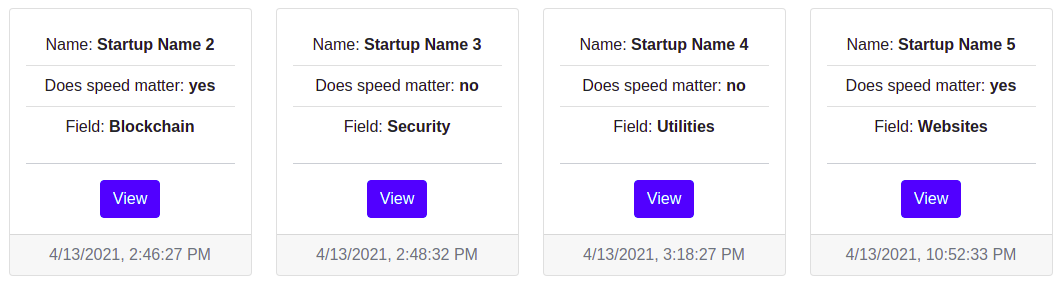 Name: Startup Name 2
Does speed matter: yes
Field: Blockchain
View
4/13/2021, 2:46:27 PM
Name: Startup Name 3
Does speed matter: no
Field: Security
View
4/13/2021, 2:48:32 PM
Name: Startup Name 4
Does speed matter: no
Field: Utilities
View
4/13/2021, 3:18:27 PM
Name: Startup Name 5
Does speed matter: yes
Field: Websites
View
4/13/2021, 10:52:33 PM